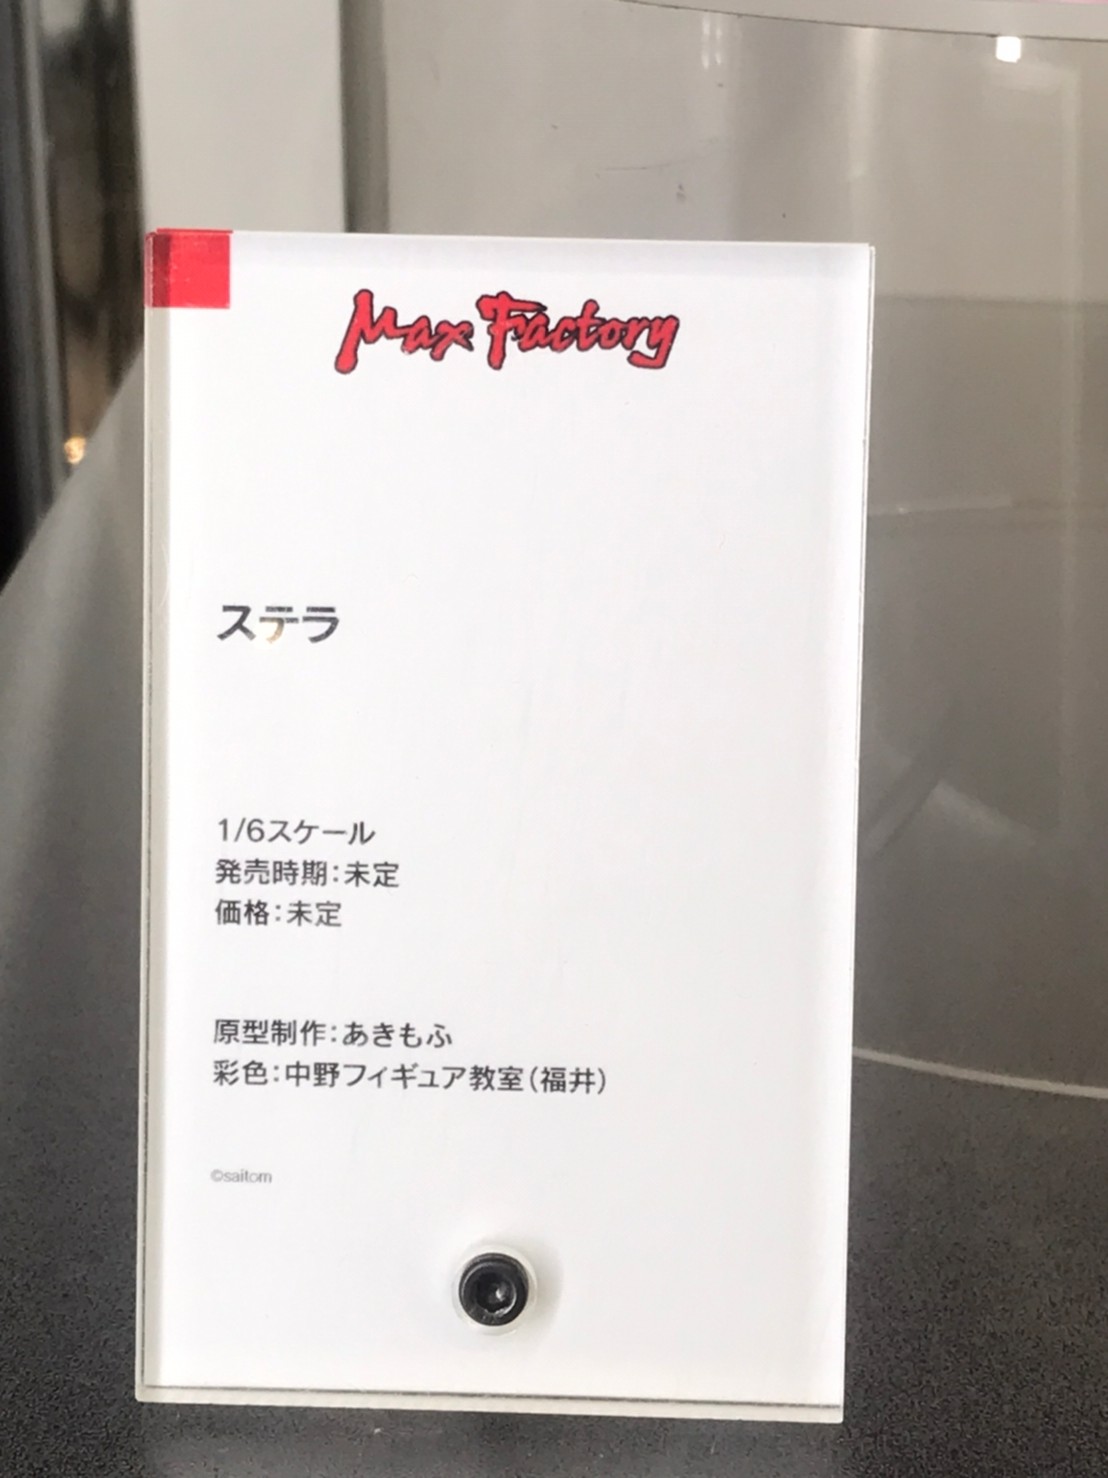 Max Factory
ステラ
1/6スケール
発売時期：未定
価格：未定
原型制作：あきもふ
彩色：中野フィギュア教室（福井）
©saitom